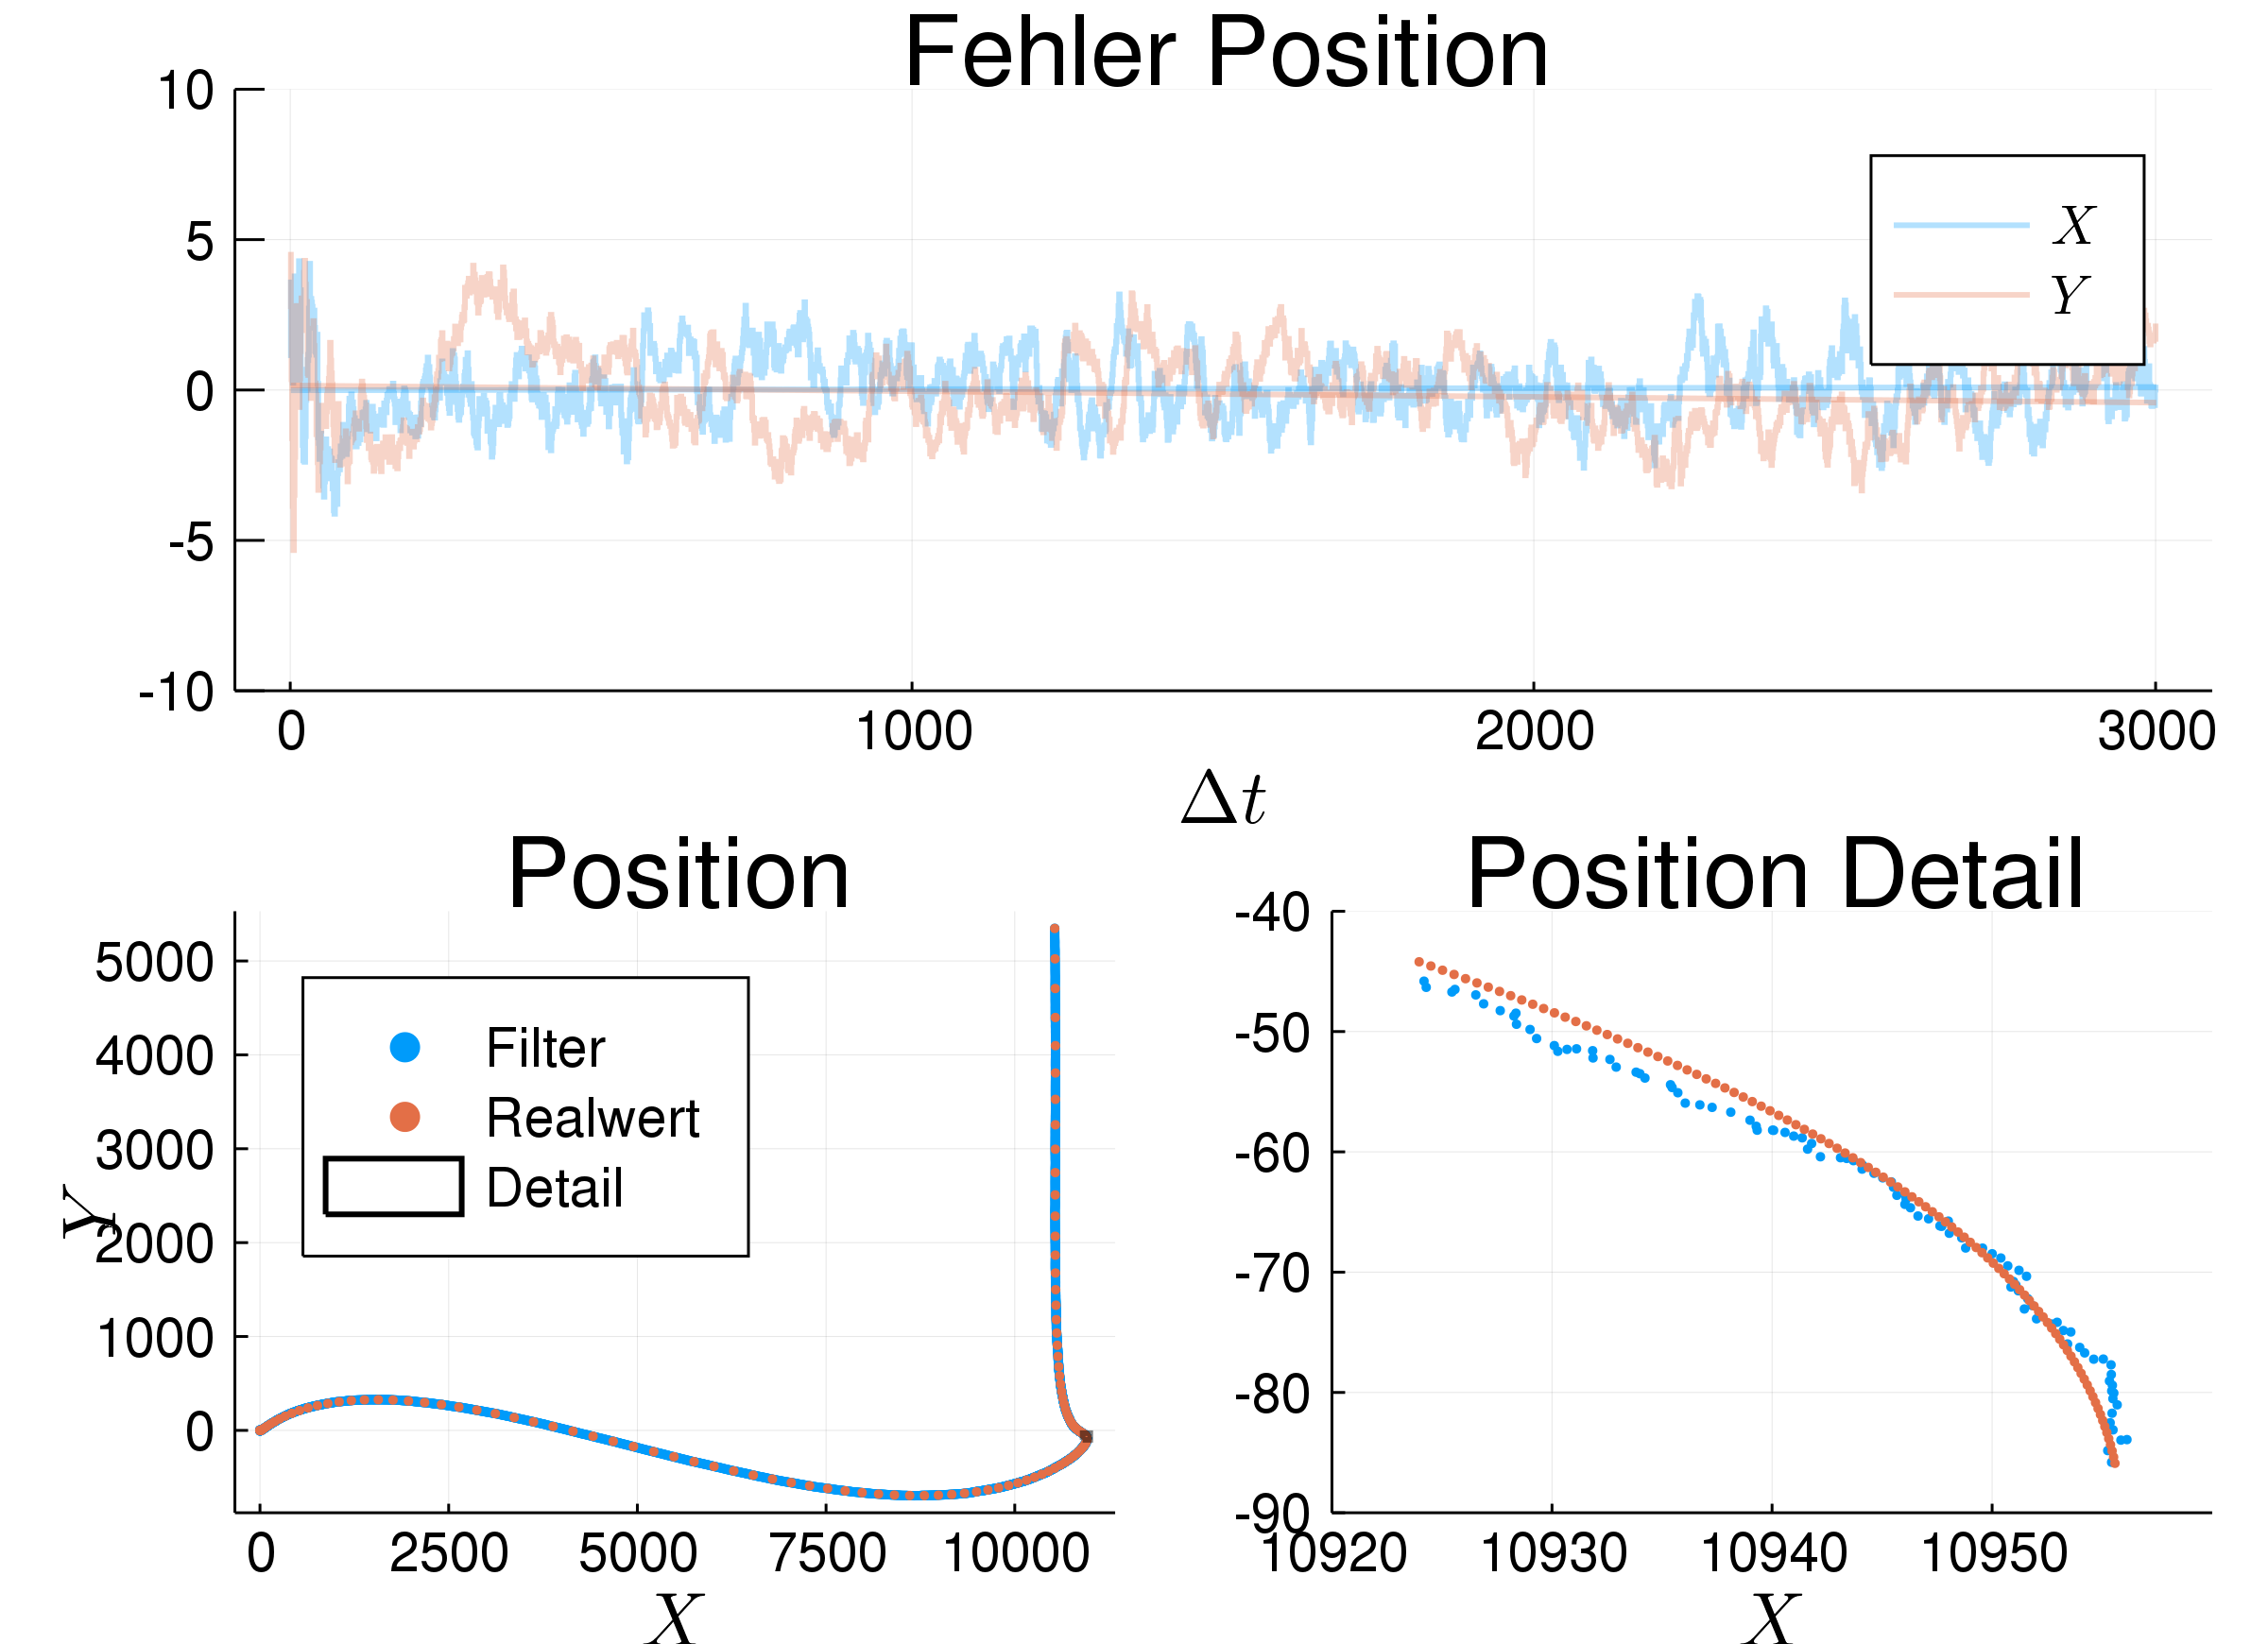 Fehler Position
10
5
0
-5
-10
X
Y
0 1000 2000 3000
Δt
Position
5000
4000
3000
2000
1000
0
Y
Filter
Realwert
Detail
0 2500 5000 7500 10000
X
Position Detail
-40
-50
-60
-70
-80
-90
10920 10930 10940 10950
X